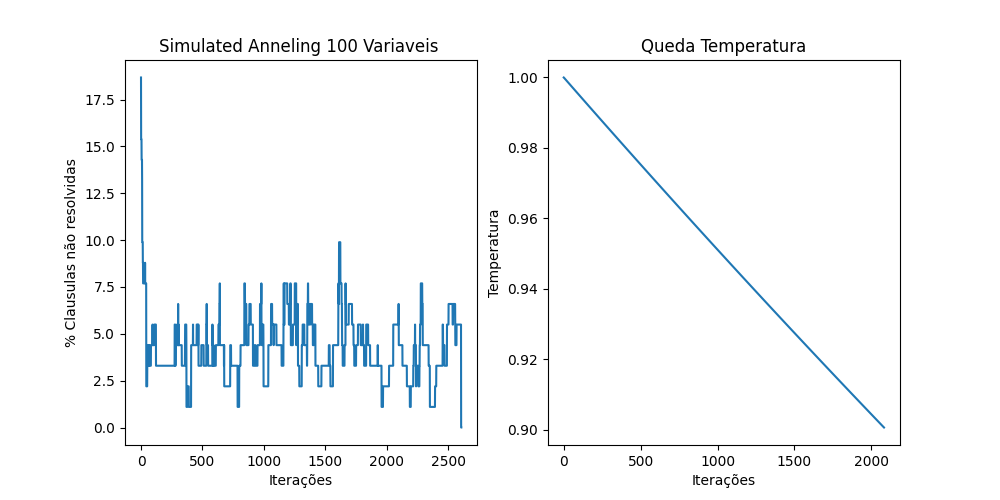 Simulated Anneling 100 Variaveis
% Clausulas não resolvidas
17.5
15.0
12.5
10.0
7.5
5.0
2.5
0.0
0 500 1000 1500 2000 2500
Iterações
Queda Temperatura
Temperatura
1.00
0.98
0.96
0.94
0.92
0.90
0 500 1000 1500 2000
Iterações